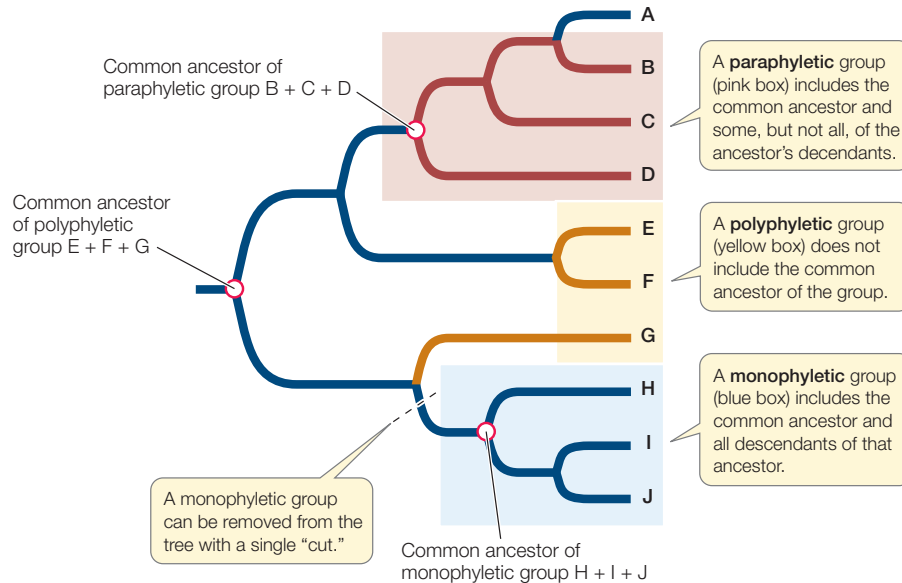 A
Common ancestor of
paraphyletic group B + C + D
B
C
D
A paraphyletic group
(pink box) includes the
common ancestor and
some, but not all, of the
ancestor's decendants.
Common ancestor
of polyphyletic
group E + F + G
E
F
G
A polyphyletic group
(yellow box) does not
include the common
ancestor of the group.
H
I
J
A monophyletic group
(blue box) includes the
common ancestor and
all descendants of that
ancestor.
A monophyletic group
can be removed from the
tree with a single “cut.”
Common ancestor of
monophyletic group H + I + J